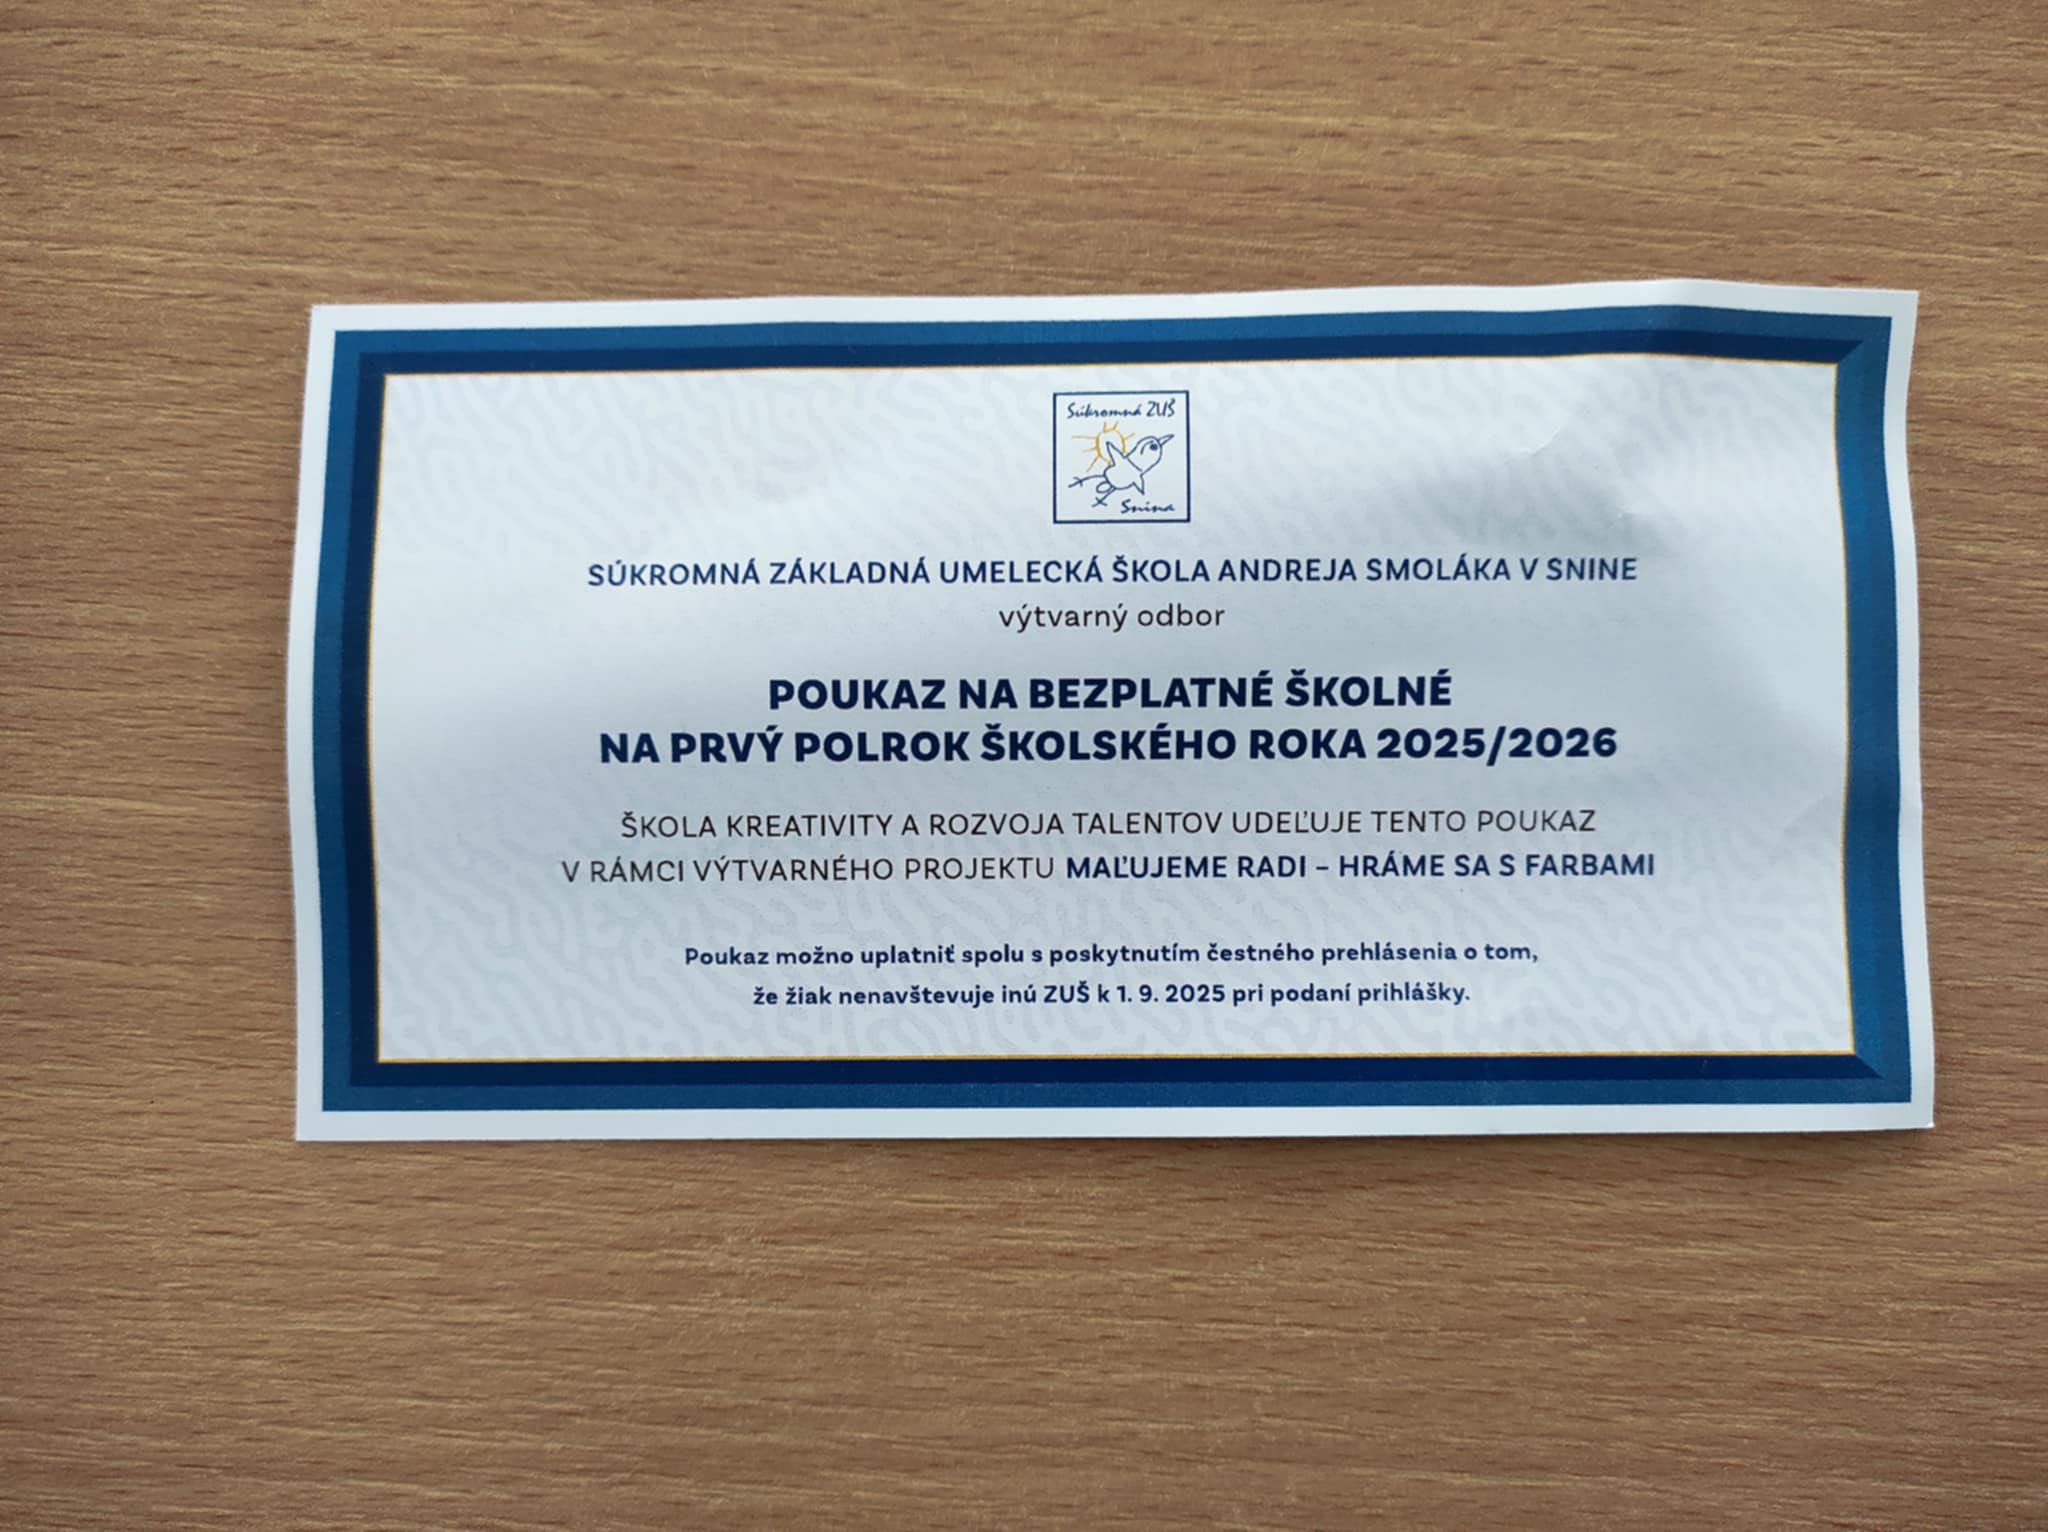 Súkromná ZUŠ
Snina
SÚKROMNÁ ZÁKLADNÁ UMELECKÁ ŠKOLA ANDREJA SMOLÁKA V SNINE
výtvarný odbor
POUKAZ NA BEZPLATNÉ ŠKOLNÉ
NA PRVÝ POLROK ŠKOLSKÉHO ROKA 2025/2026
ŠKOLA KREATIVITY A ROZVOJA TALENTOV UDEĽUJE TENTO POUKAZ
V RÁMCI VÝTVARNÉHO PROJEKTU MAĽUJEME RADI – HRÁME SA S FARBAMI
Poukaz možno uplatniť spolu s poskytnutím čestného prehlásenia o tom,
že žiak nenavštevuje inú ZUŠ k 1. 9. 2025 pri podaní prihlášky.